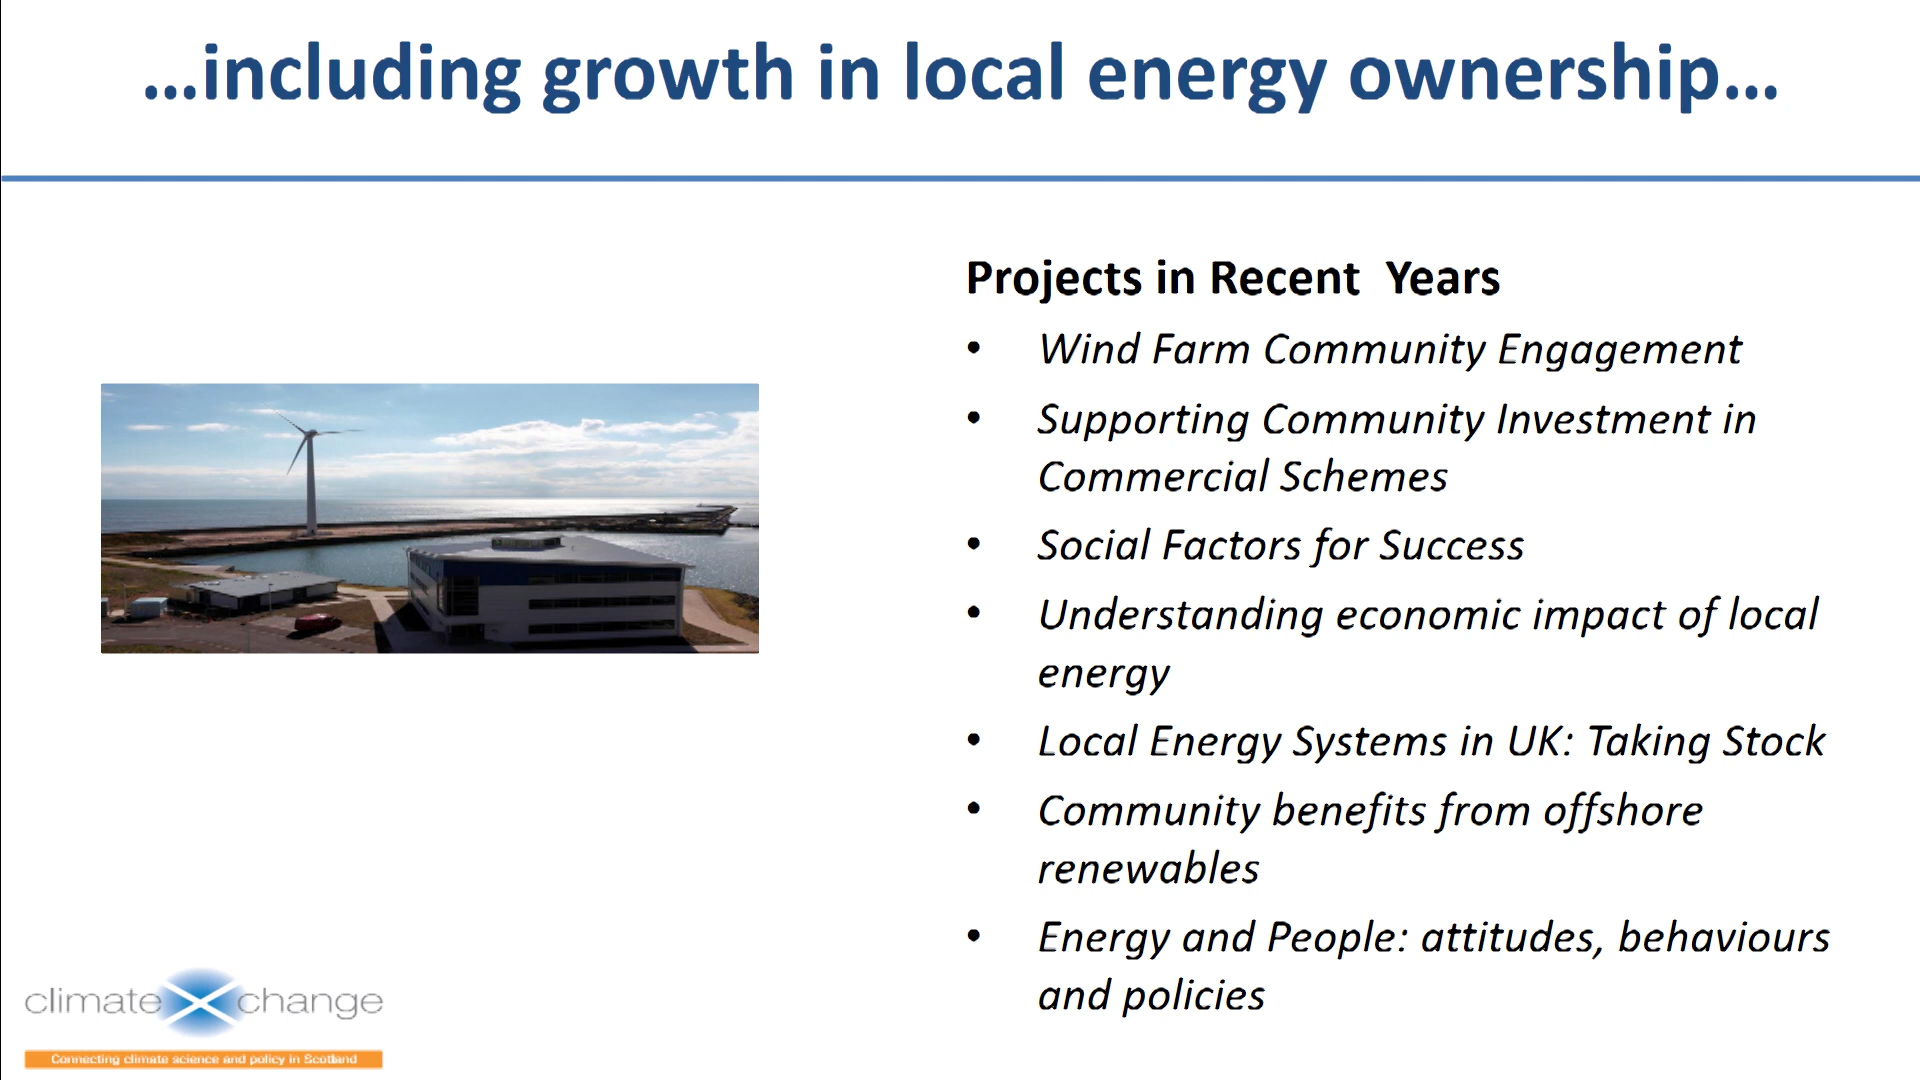 ...including growth in local energy ownership...
Projects in Recent Years
• Wind Farm Community Engagement
• Supporting Community Investment in
Commercial Schemes
• Social Factors for Success
• Understanding economic impact of local
energy
• Local Energy Systems in UK: Taking Stock
• Community benefits from offshore
renewables
• Energy and People: attitudes, behaviours
and policies
climateXchange
Connecting climate science and policy in Scotland